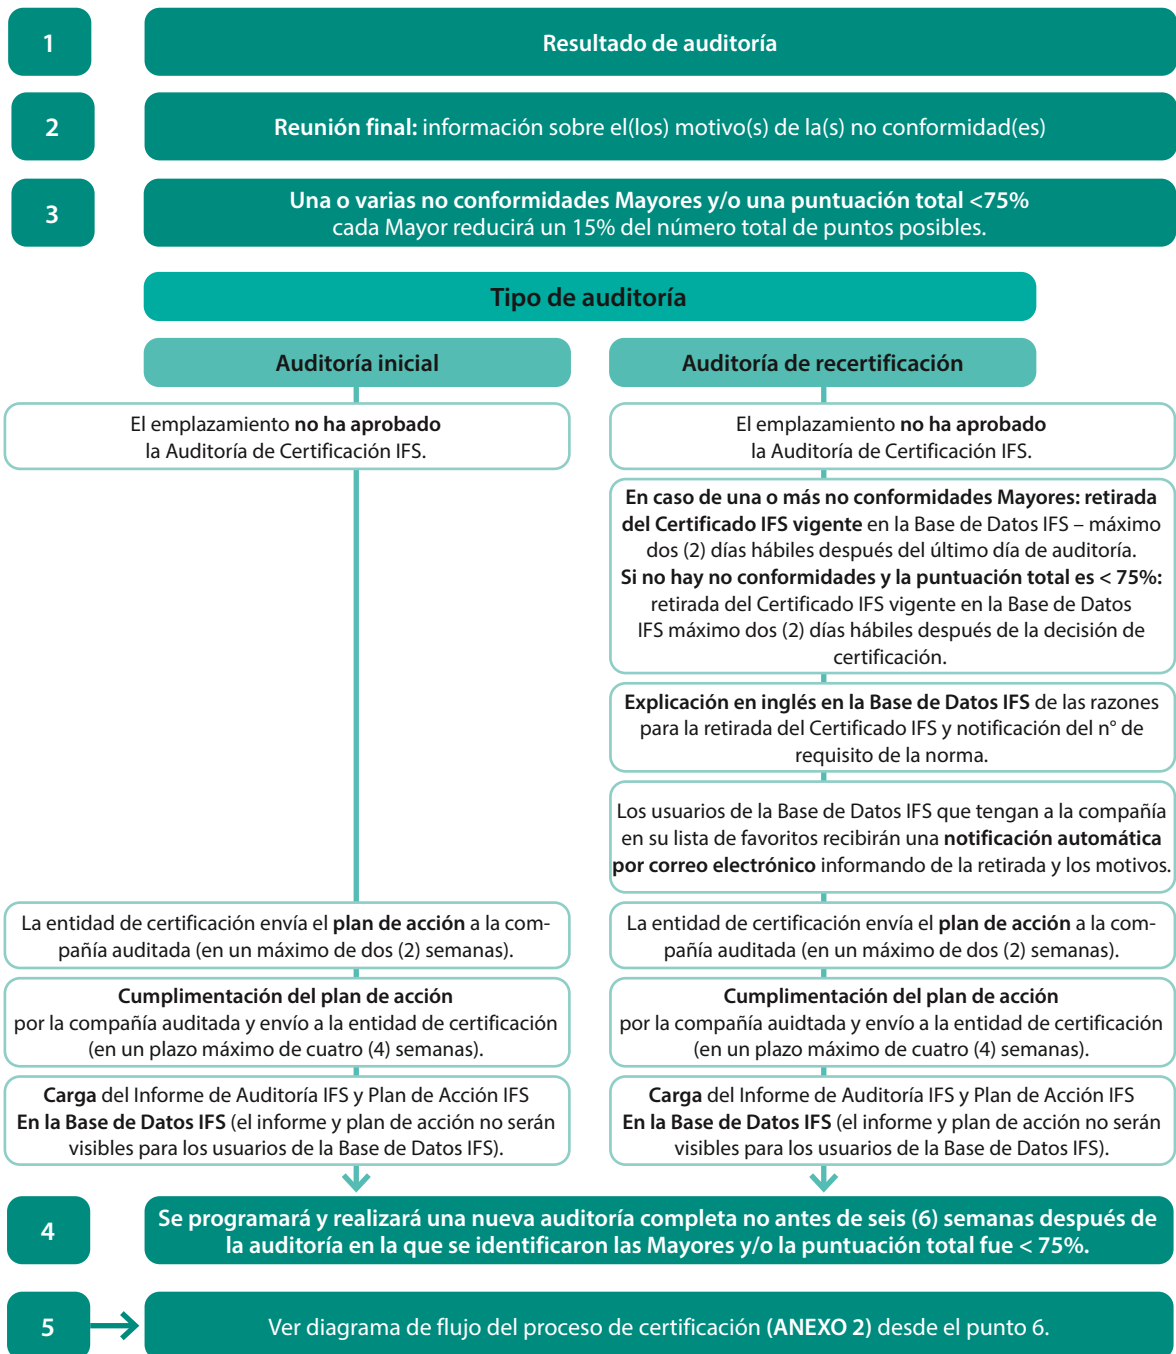 1
Resultado de auditoría
2
Reunión final: información sobre el(los) motivo(s) de la(s) no conformidad(es)
3
Una o varias no conformidades Mayores y/o una puntuación total <75%
cada Mayor reducirá un 15% del número total de puntos posibles.
Tipo de auditoría
Auditoría inicial
El emplazamiento no ha aprobado
la Auditoría de Certificación IFS.
La entidad de certificación envía el plan de acción a la com-
pañía auditada (en un máximo de dos (2) semanas).
Cumplimentación del plan de acción
por la compañía auditada y envío a la entidad de certificación
(en un plazo máximo de cuatro (4) semanas).
Carga del Informe de Auditoría IFS y Plan de Acción IFS
En la Base de Datos IFS (el informe y plan de acción no serán
visibles para los usuarios de la Base de Datos IFS).
Auditoría de recertificación
El emplazamiento no ha aprobado
la Auditoría de Certificación IFS.
En caso de una o más no conformidades Mayores: retirada
del Certificado IFS vigente en la Base de Datos IFS – máximo
dos (2) días hábiles después del último día de auditoría.
Si no hay no conformidades y la puntuación total es < 75%:
retirada del Certificado IFS vigente en la Base de Datos
IFS máximo dos (2) días hábiles después de la decisión de
certificación.
Explicación en inglés en la Base de Datos IFS de las razones
para la retirada del Certificado IFS y notificación del n° de
requisito de la norma.
Los usuarios de la Base de Datos IFS que tengan a la compañía
en su lista de favoritos recibirán una notificación automática
por correo electrónico informando de la retirada y los motivos.
La entidad de certificación envía el plan de acción a la com-
pañía auditada (en un máximo de dos (2) semanas).
Cumplimentación del plan de acción
por la compañía auidtada y envío a la entidad de certificación
(en un plazo máximo de cuatro (4) semanas).
Carga del Informe de Auditoría IFS y Plan de Acción IFS
En la Base de Datos IFS (el informe y plan de acción no serán
visibles para los usuarios de la Base de Datos IFS).
4
Se programará y realizará una nueva auditoría completa no antes de seis (6) semanas después de
la auditoría en la que se identificaron las Mayores y/o la puntuación total fue < 75%.
5
Ver diagrama de flujo del proceso de certificación (ANEXO 2) desde el punto 6.